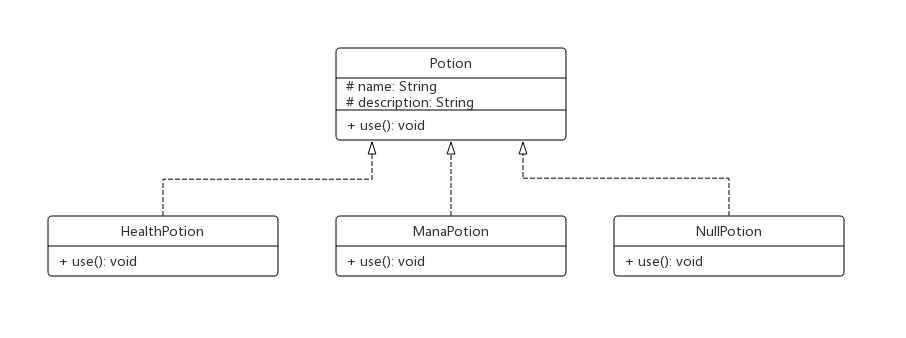 Potion
# name: String
# description: String
+ use(): void
HealthPotion
+ use(): void
ManaPotion
+ use(): void
NullPotion
+ use(): void